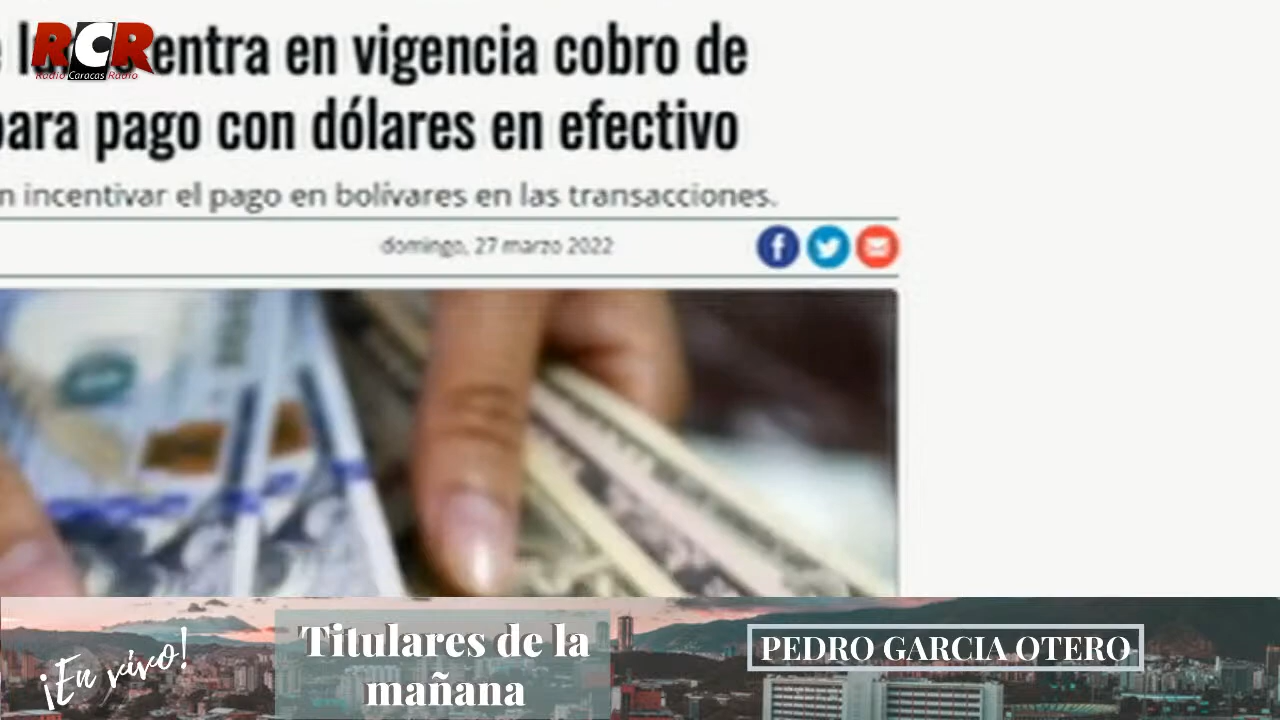 RCR
Radio Caracas Radio
entra en vigencia cobro de
para pago con dólares en efectivo
n incentivar el pago en bolívares en las transacciones.
domingo, 27 marzo 2022
¡En vivo!
Titulares de la
mañana
PEDRO GARCIA OTERO